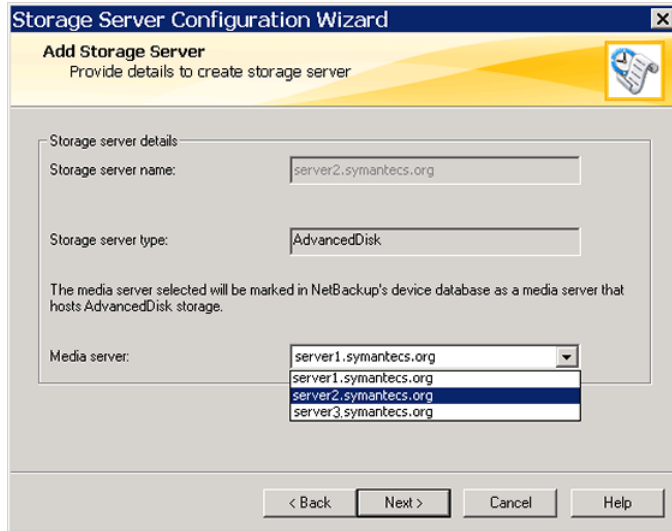 Storage Server Configuration Wizard
Add Storage Server
Provide details to create storage server
Storage server details
Storage server name: server2.symantecs.org
Storage server type: AdvancedDisk
The media server selected will be marked in NetBackup's device database as a media server that
hosts AdvancedDisk storage.
Media server: server1.symantecs.org
server1.symantecs.org
server2.symantecs.org
server3.symantecs.org
< Back Next > Cancel Help